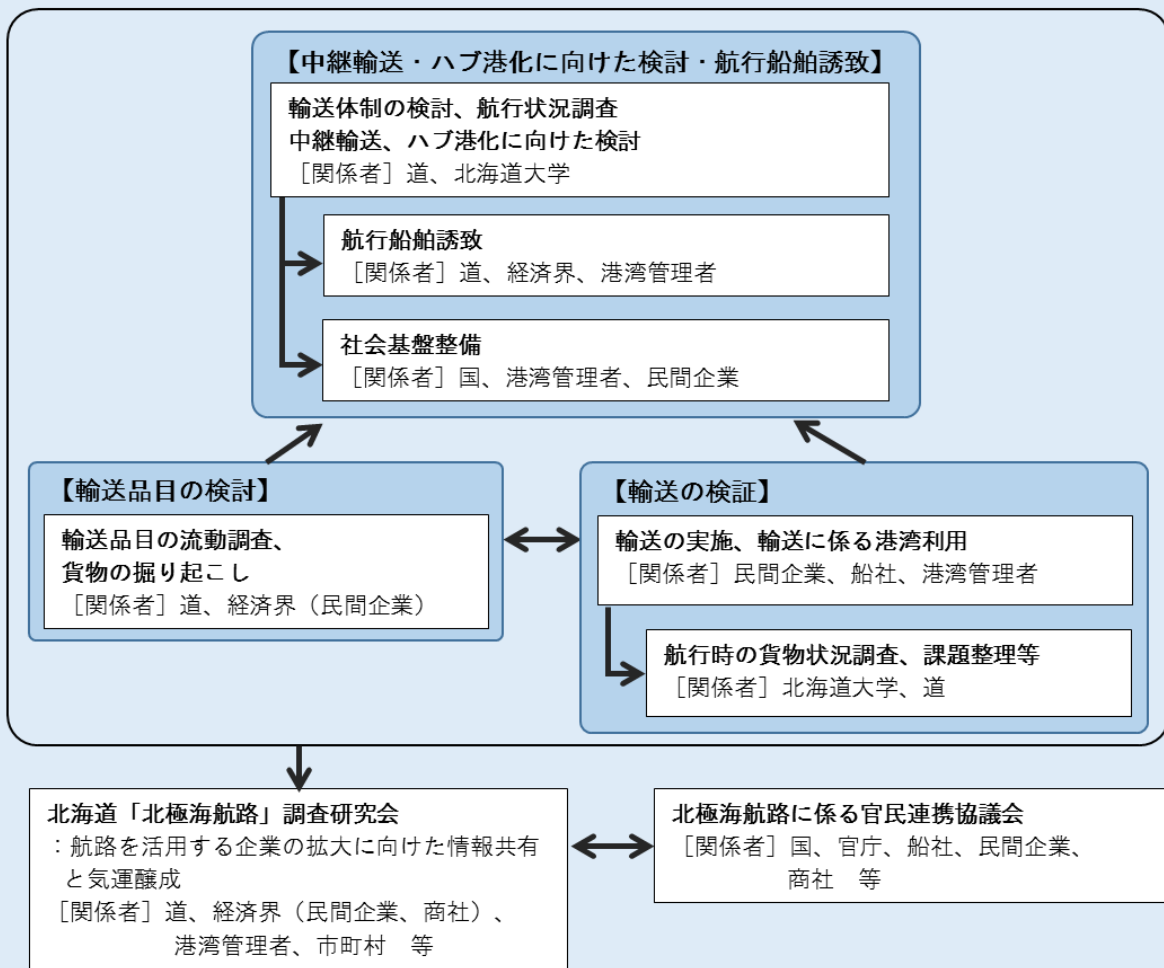 【中継輸送・ハブ港化に向けた検討・航行船舶誘致】
輸送体制の検討、航行状況調査
中継輸送、ハブ港化に向けた検討
［関係者］道、北海道大学
航行船舶誘致
［関係者］道、経済界、港湾管理者
社会基盤整備
［関係者］国、港湾管理者、民間企業
【輸送品目の検討】
輸送品目の流動調査、
貨物の掘り起こし
［関係者］道、経済界（民間企業）
【輸送の検証】
輸送の実施、輸送に係る港湾利用
［関係者］民間企業、船社、港湾管理者
航行時の貨物状況調査、課題整理等
［関係者］北海道大学、道
北海道「北極海航路」調査研究会
：航路を活用する企業の拡大に向けた情報共有
と気運醸成
［関係者］道、経済界（民間企業、商社）、
港湾管理者、市町村　等
北極海航路に係る官民連携協議会
［関係者］国、官庁、船社、民間企業、
商社　等